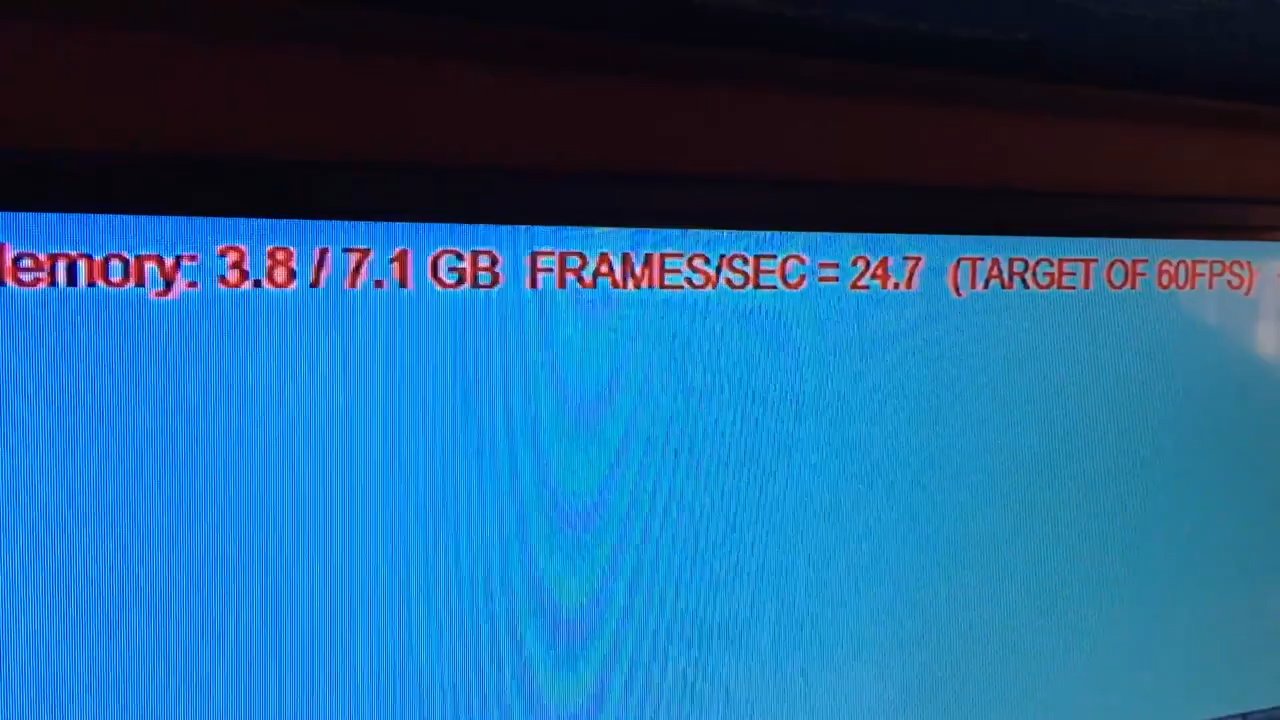 lemory: 3.8 / 7.1 GB FRAMES/SEC = 24.7 (TARGET OF 60FPS)